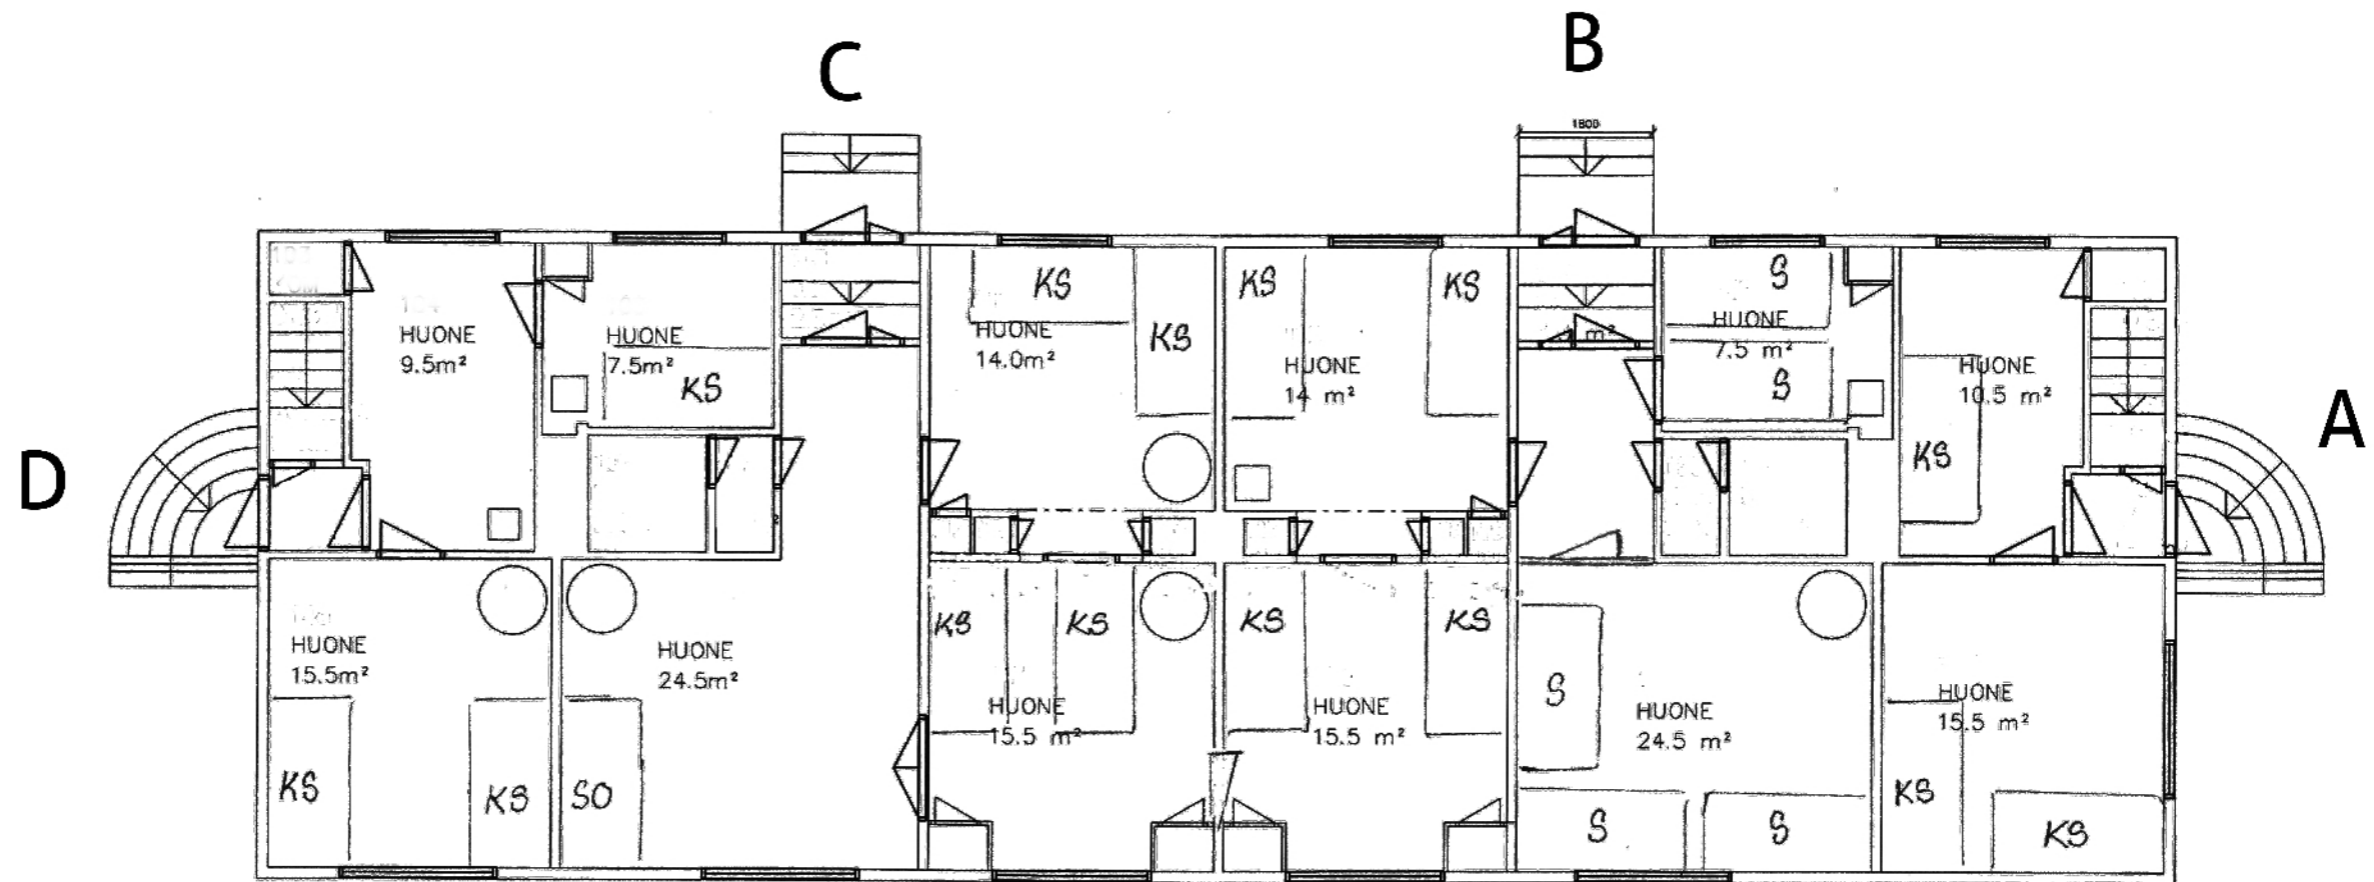 C
B
1800
KS
KS
KS
S
HUONE
9.5m²
HUONE
7.5m²
KS
HUONE
14.0m²
KS
HUONE
14 m²
m²
HUONE
7.5 m²
S
HUONE
10.5 m²
KS
A
D
KS
KS
KS
KS
HUONE
15.5m²
HUONE
24.5m²
HUONE
15.5 m²
HUONE
15.5 m²
S
HUONE
24.5 m²
HUONE
15.5 m²
KS
KS
SO
S
S
KS
KS